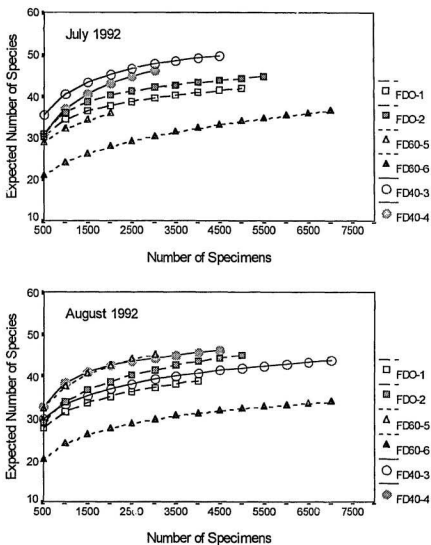 July 1992
Expected Number of Species
60
50
40
30
20
10
500 1500 2500 3500 4500 5500 6500 7500
Number of Specimens
FDO-1
FDO-2
FD60-5
FD60-6
FD40-3
FD40-4
August 1992
Expected Number of Species
60
50
40
30
20
10
500 1500 2500 3500 4500 5500 6500 7500
Number of Specimens
FDO-1
FDO-2
FD60-5
FD60-6
FD40-3
FD40-4